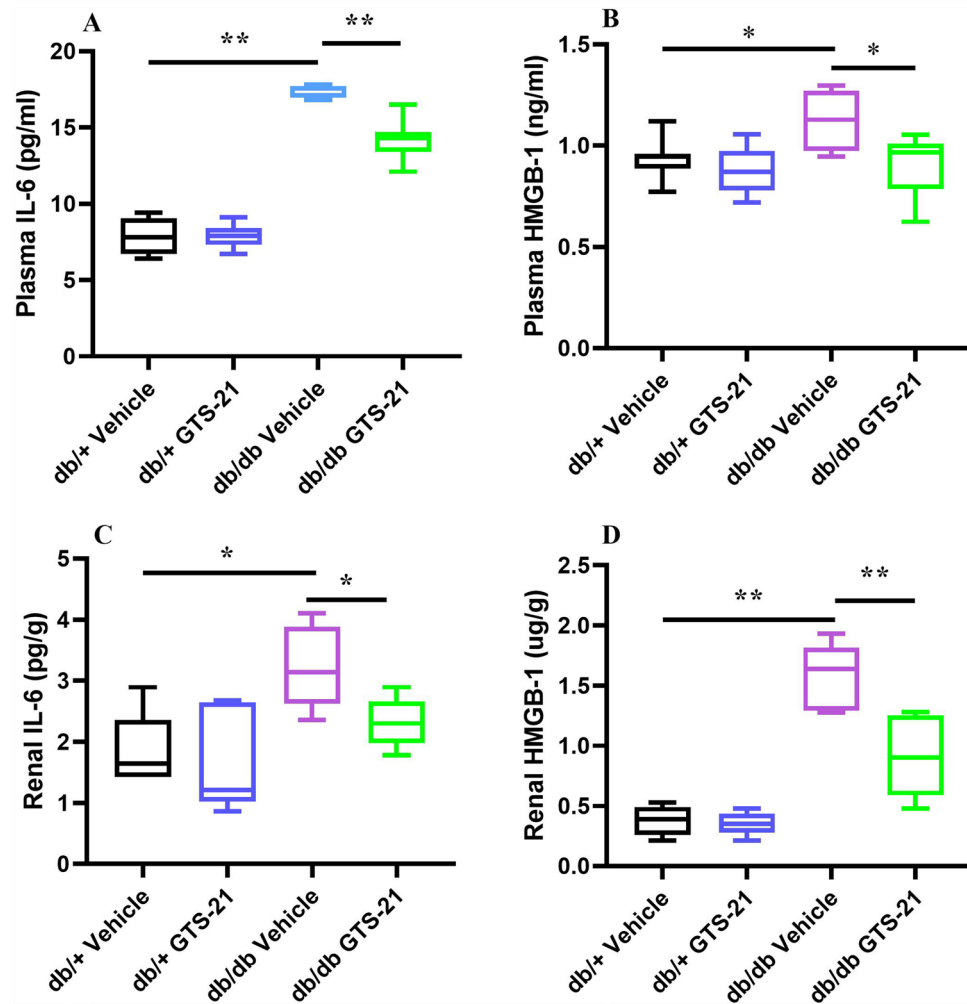 A
**
**
Plasma IL-6 (pg/ml)
20
15
10
5
0
db/+ Vehicle
db/+ GTS-21
db/db Vehicle
db/db GTS-21
B
*
*
Plasma HMGB-1 (ng/ml)
1.5
1.0
0.5
0.0
db/+ Vehicle
db/+ GTS-21
db/db Vehicle
db/db GTS-21
C
*
*
Renal IL-6 (pg/g)
5
4
3
2
1
0
db/+ Vehicle
db/+ GTS-21
db/db Vehicle
db/db GTS-21
D
**
**
Renal HMGB-1 (ug/g)
2.5
2.0
1.5
1.0
0.5
0.0
db/+ Vehicle
db/+ GTS-21
db/db Vehicle
db/db GTS-21